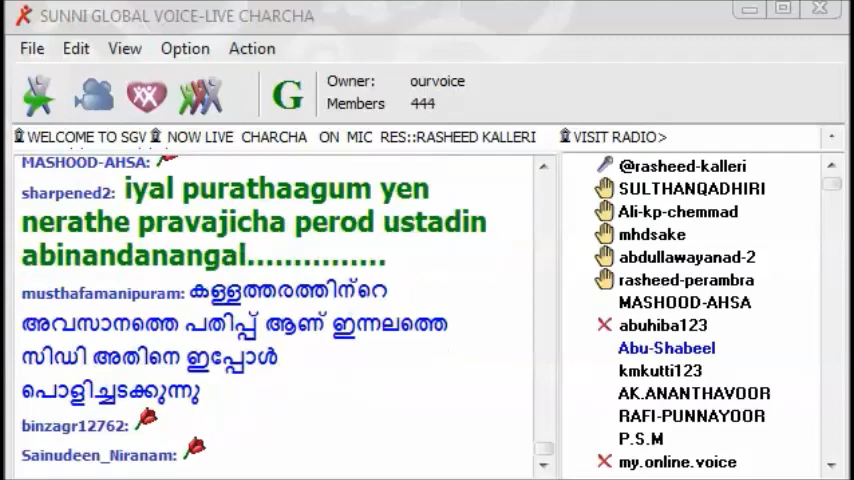 SUNNI GLOBAL VOICE-LIVE CHARCHA
File Edit View Option Action
G
Owner: ourvoice
Members 444
WELCOME TO SGV NOW LIVE CHARCHA ON MIC RES::RASHEED KALLERI VISIT RADIO>
MASHOOD-AHSA:
sharpened2: iyal purathaagum yen
nerathe pravajicha perod ustadin
abinandanangal...............
musthafamanipuram: കള്ളത്തരത്തിന്റെ
അവസാനത്തെ പതിപ്പ് ആണ് ഇന്നലത്തെ
സിഡി അതിനെ ഇപ്പോൾ
പൊളിച്ചടക്കുന്നു
binzagr12762:
Sainudeen_Niranam:
@rasheed-kalleri
SULTHANQADHIRI
Ali-kp-chemmad
mhdsake
abdullawayanad-2
rasheed-perambra
MASHOOD-AHSA
abuhiba123
Abu-Shabeel
kmkutti123
AK.ANANTHAVOOR
RAFI-PUNNAYOOR
P.S.M
my.online.voice